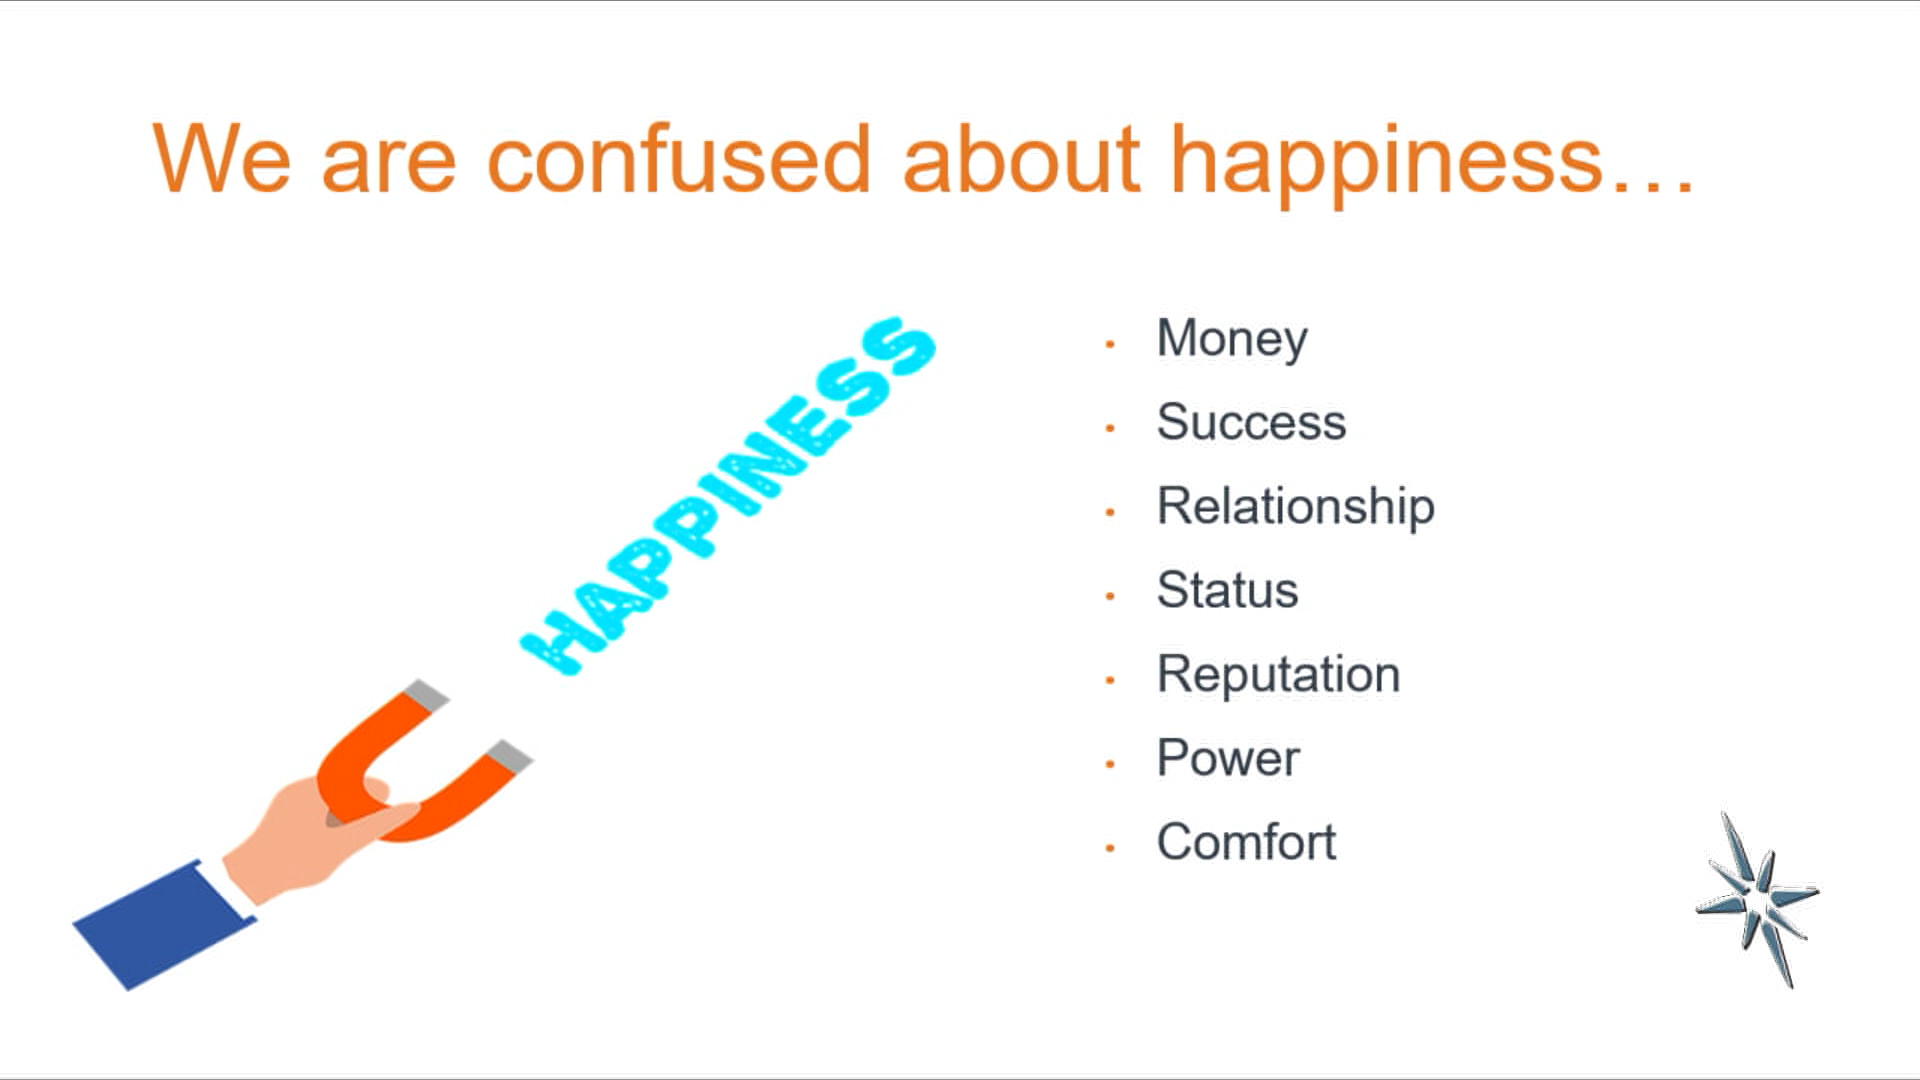 We are confused about happiness…
HAPPINESS
• Money
• Success
• Relationship
• Status
• Reputation
• Power
• Comfort